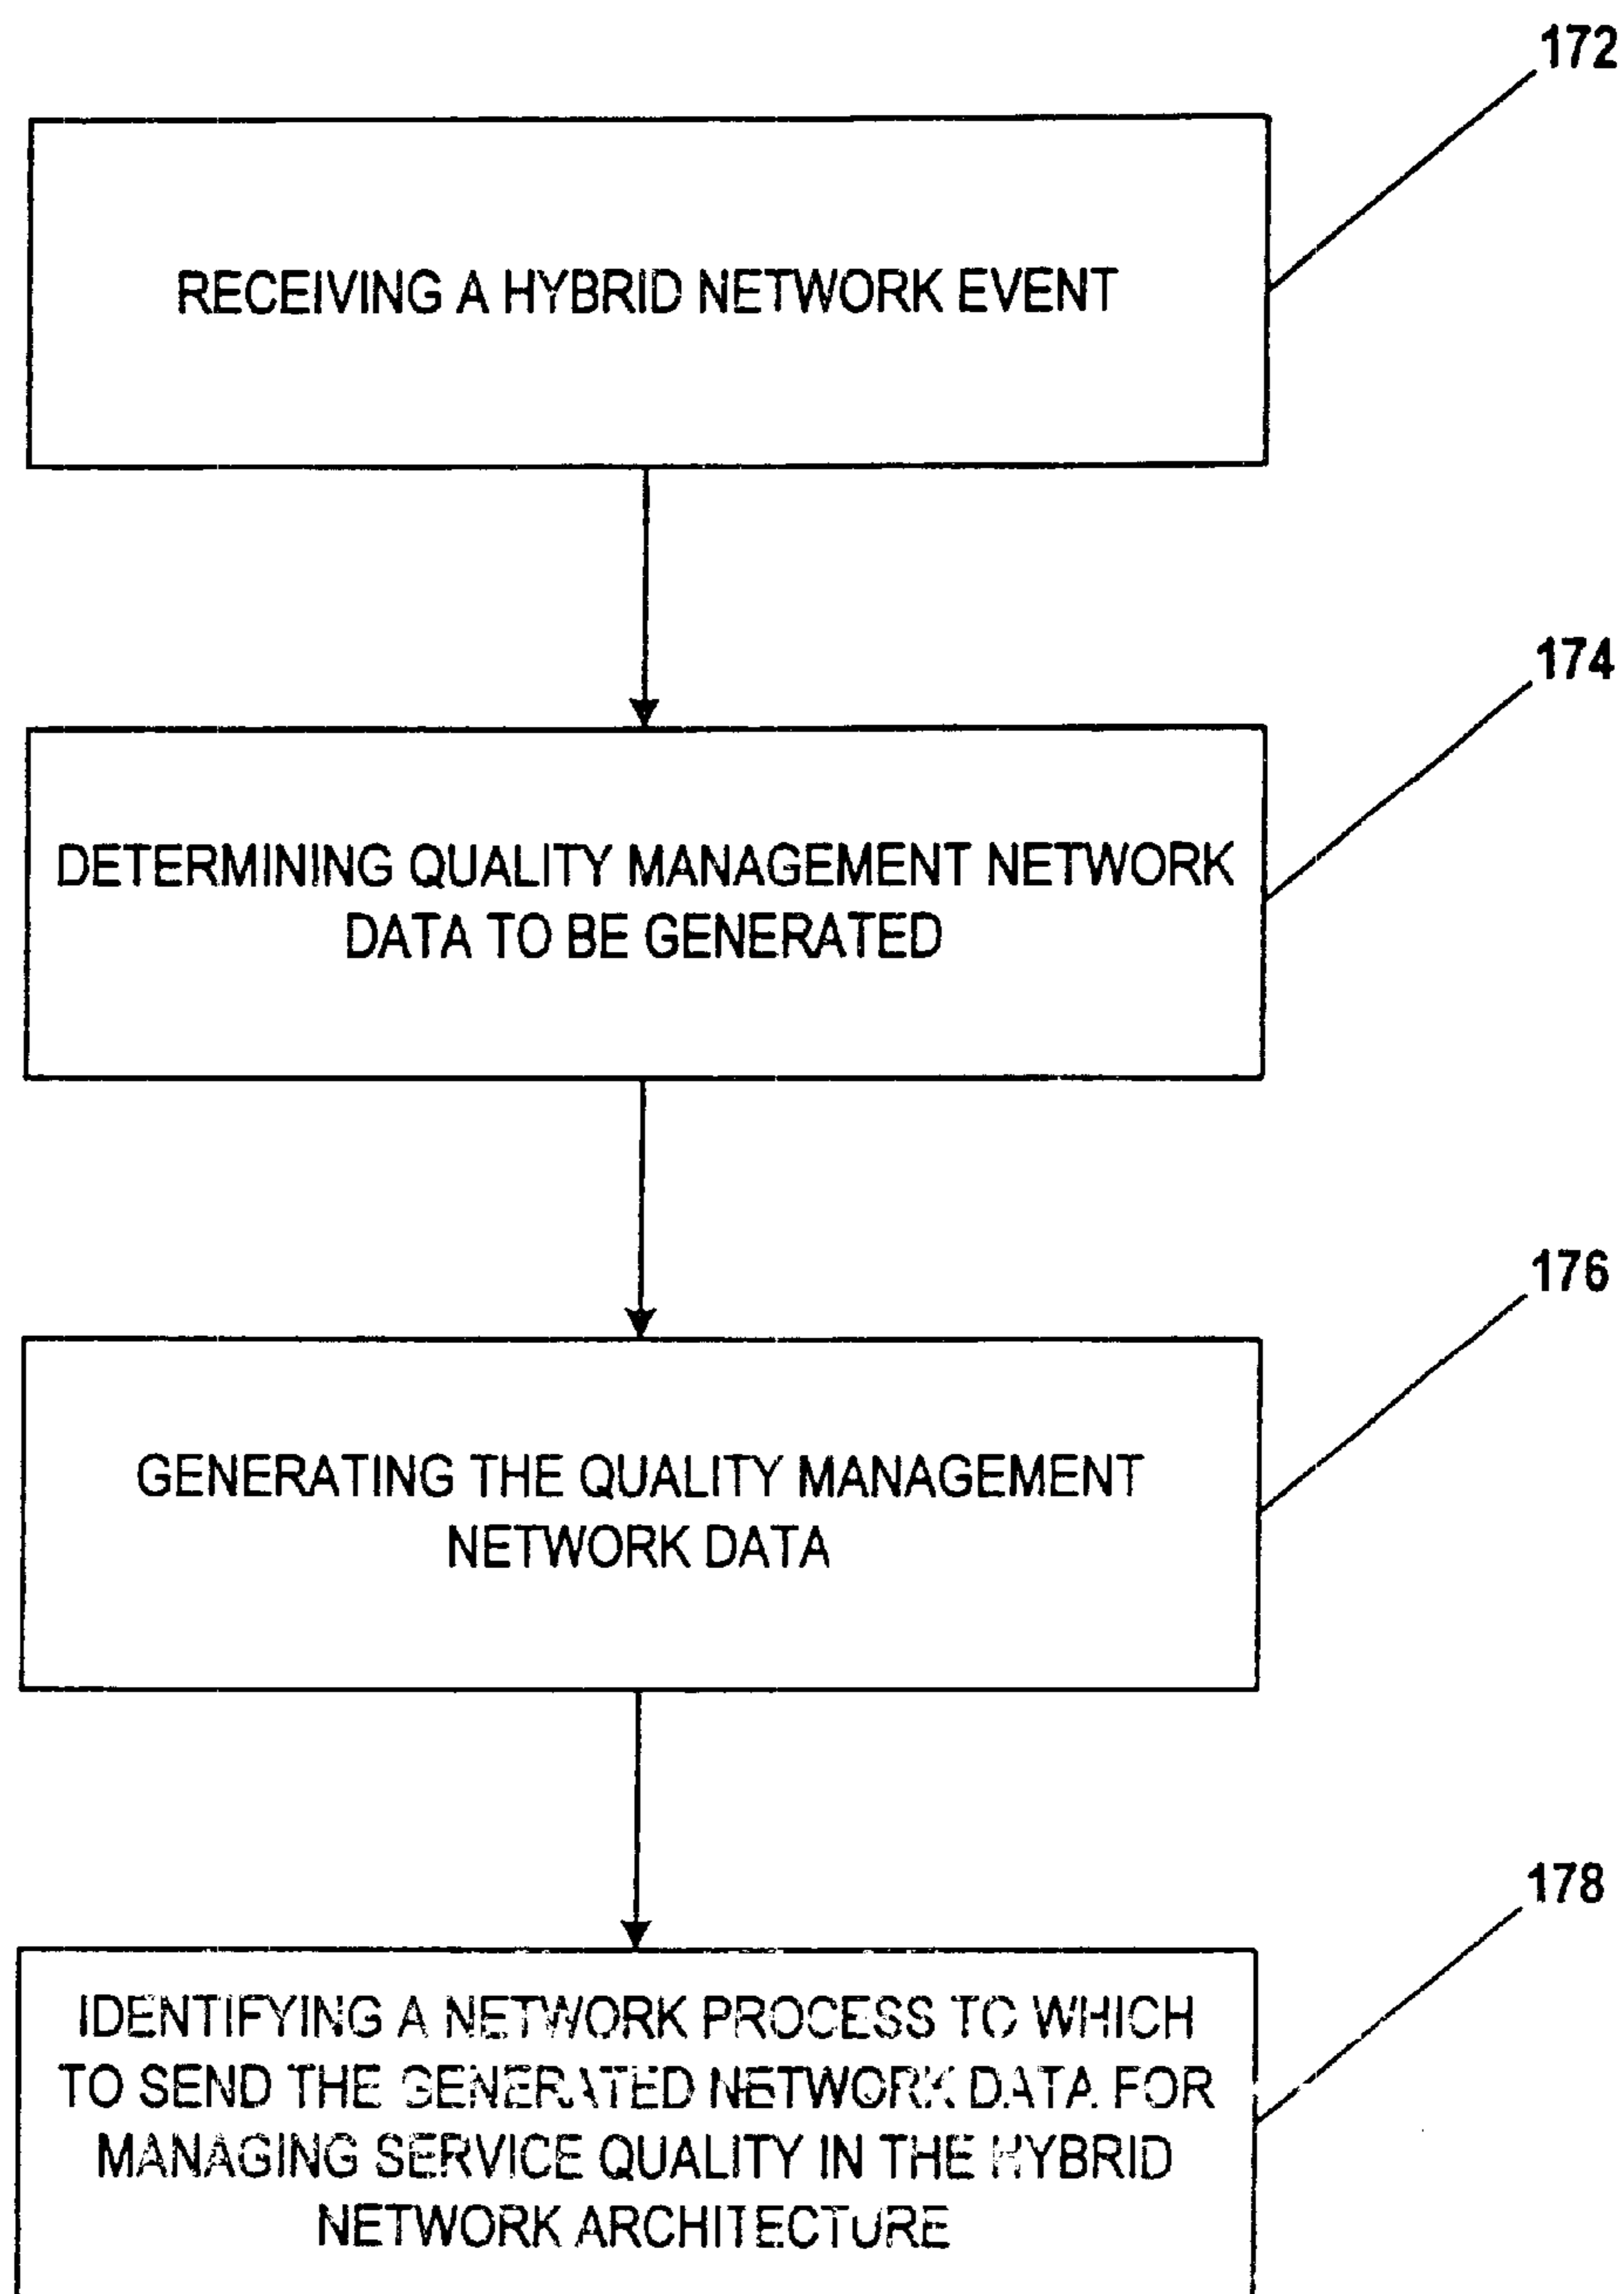 172
RECEIVING A HYBRID NETWORK EVENT
174
DETERMINING QUALITY MANAGEMENT NETWORK
DATA TO BE GENERATED
176
GENERATING THE QUALITY MANAGEMENT
NETWORK DATA
178
IDENTIFYING A NETWORK PROCESS TO WHICH
TO SEND THE GENERATED NETWORK DATA FOR
MANAGING SERVICE QUALITY IN THE HYBRID
NETWORK ARCHITECTURE